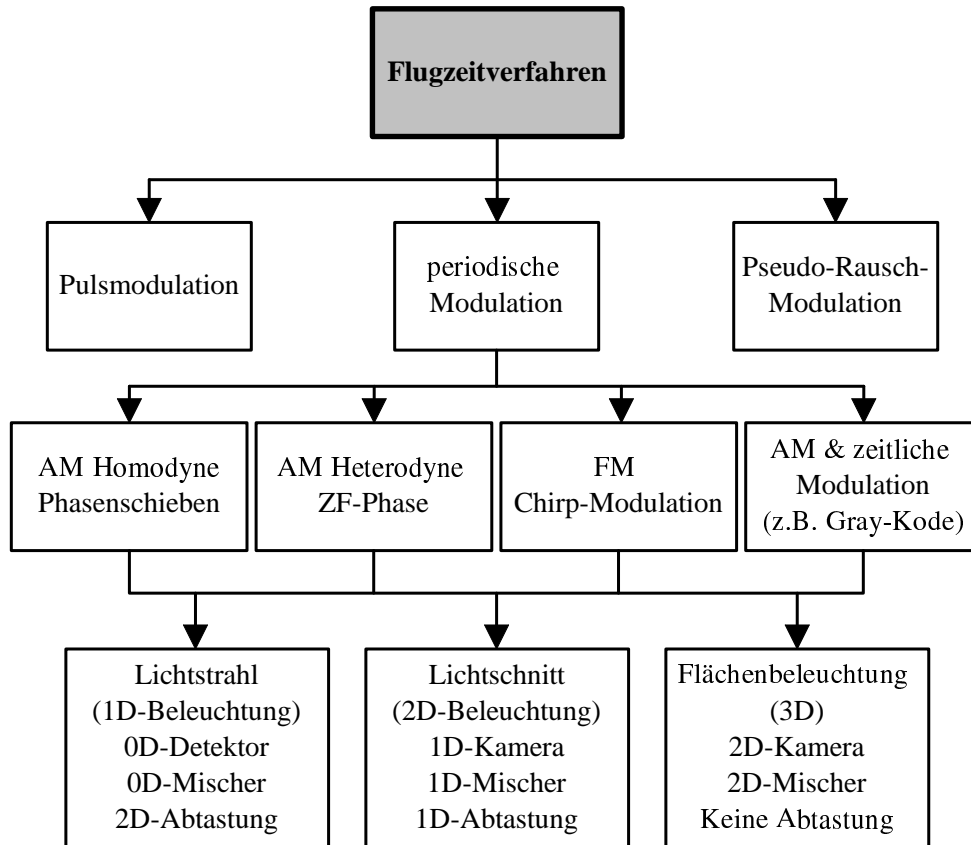 Flugzeitverfahren
Pulsmodulation
periodische
Modulation
Pseudo-Rausch-
Modulation
AM Homodyne
Phasenschieben
AM Heterodyne
ZF-Phase
FM
Chirp-Modulation
AM & zeitliche
Modulation
(z.B. Gray-Kode)
Lichtstrahl
(1D-Beleuchtung)
0D-Detektor
0D-Mischer
2D-Abtastung
Lichtschnitt
(2D-Beleuchtung)
1D-Kamera
1D-Mischer
1D-Abtastung
Flächenbeleuchtung
(3D)
2D-Kamera
2D-Mischer
Keine Abtastung